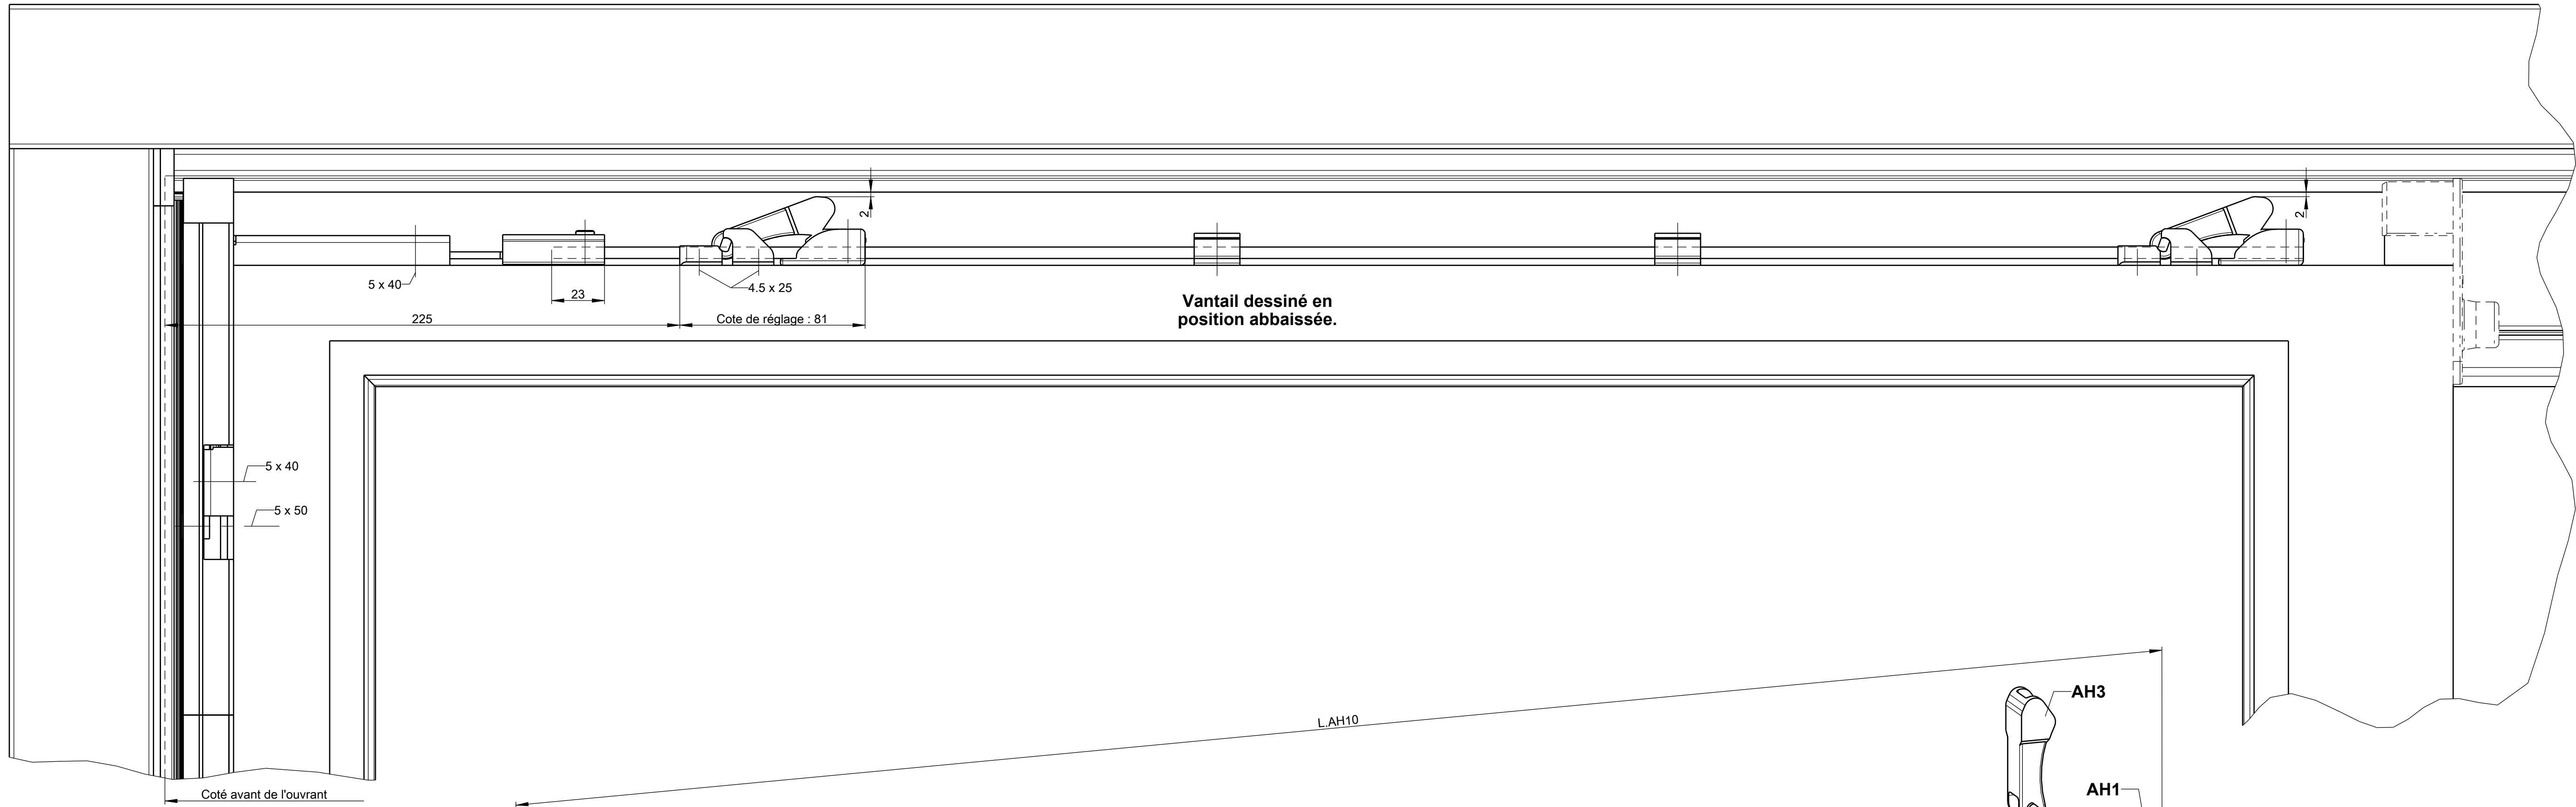 2
2
5 x 40
23
4.5 x 25
225
Cote de réglage : 81
Vantail dessiné en
position abbaissée.
5 x 40
5 x 50
AH3
L.AH10
AH1
Coté avant de l'ouvrant